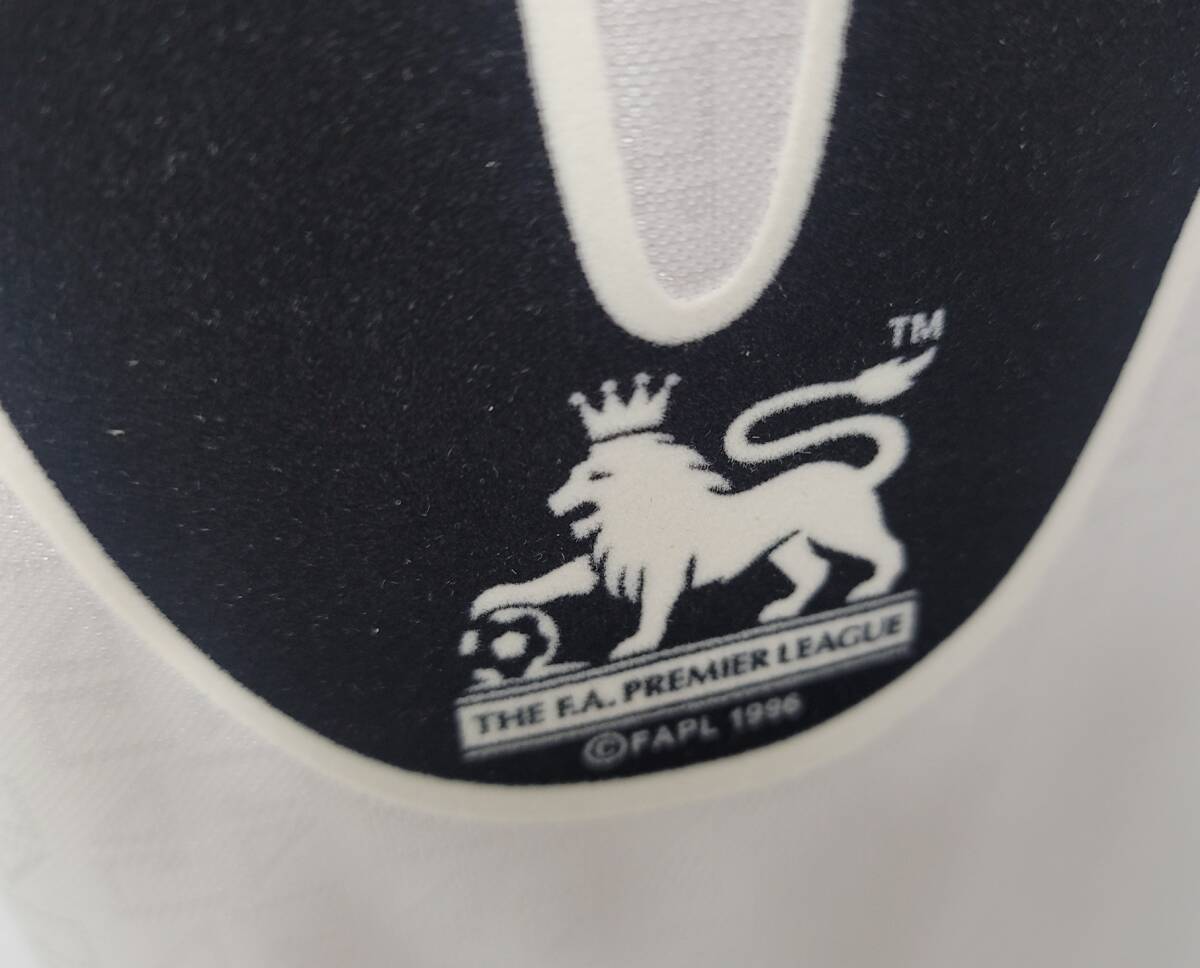 TM
THE F.A. PREMIER LEAGUE
©FAPL 1996